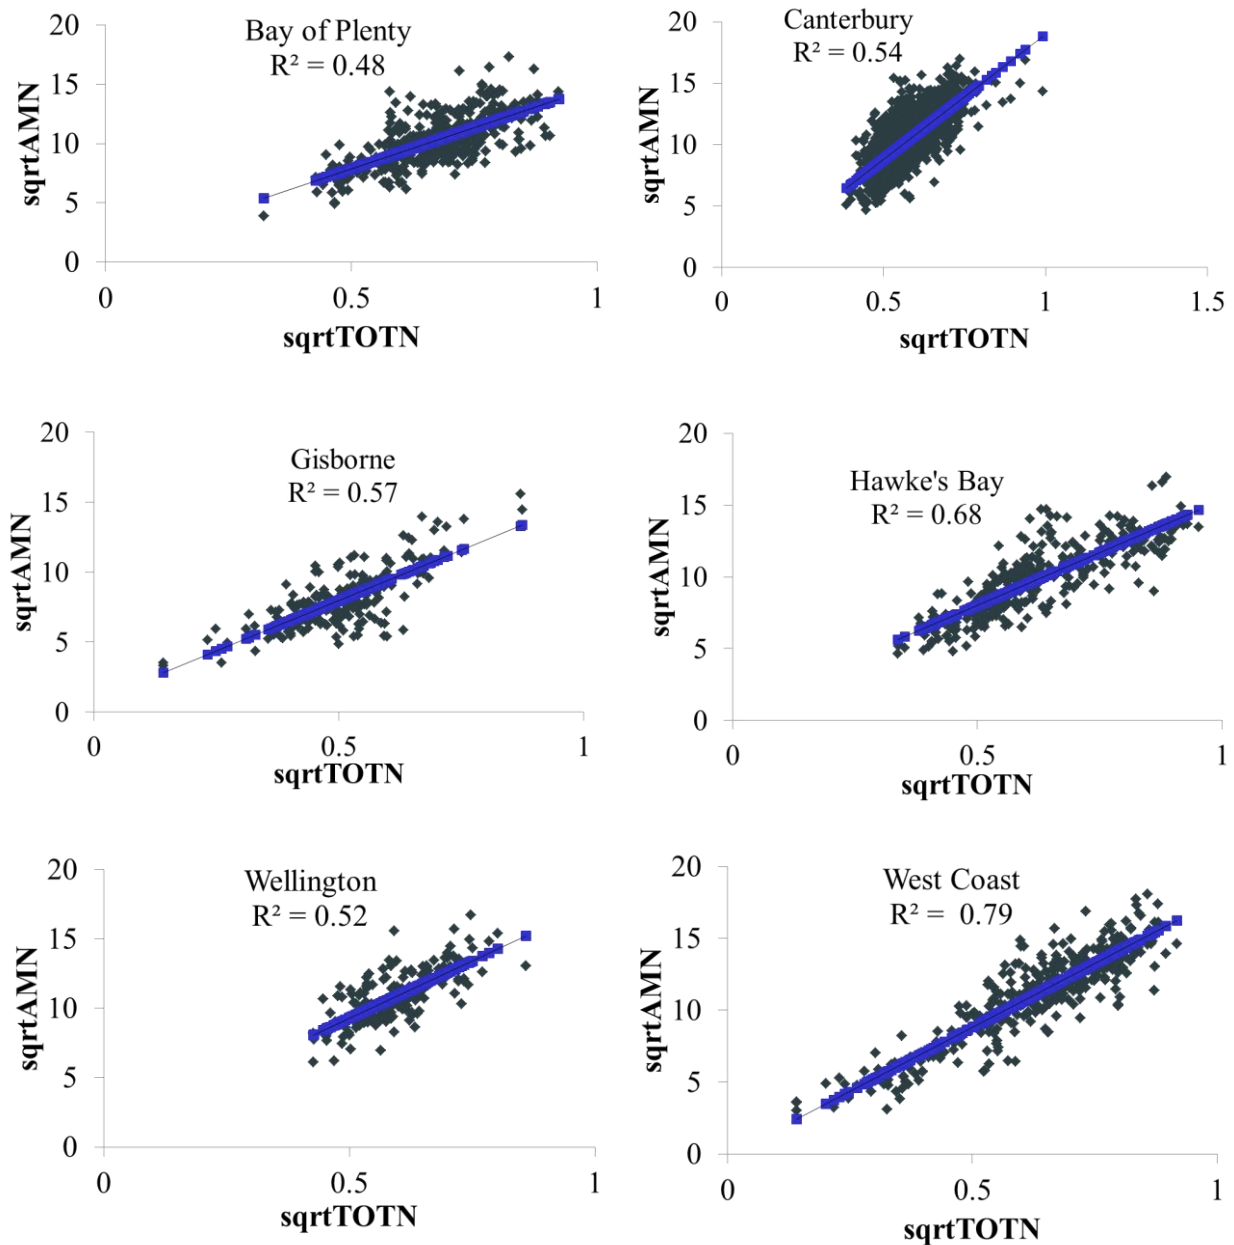 Bay of Plenty
R² = 0.48
20
15
10
5
0
sqrtAMN
0 0.5 1
sqrtTOTN
Canterbury
R² = 0.54
20
15
10
5
0
sqrtAMN
0 0.5 1 1.5
sqrtTOTN
Gisborne
R² = 0.57
20
15
10
5
0
sqrtAMN
0 0.5 1
sqrtTOTN
Hawke's Bay
R² = 0.68
20
15
10
5
0
sqrtAMN
0 0.5 1
sqrtTOTN
Wellington
R² = 0.52
20
15
10
5
0
sqrtAMN
0 0.5 1
sqrtTOTN
West Coast
R² = 0.79
20
15
10
5
0
sqrtAMN
0 0.5 1
sqrtTOTN